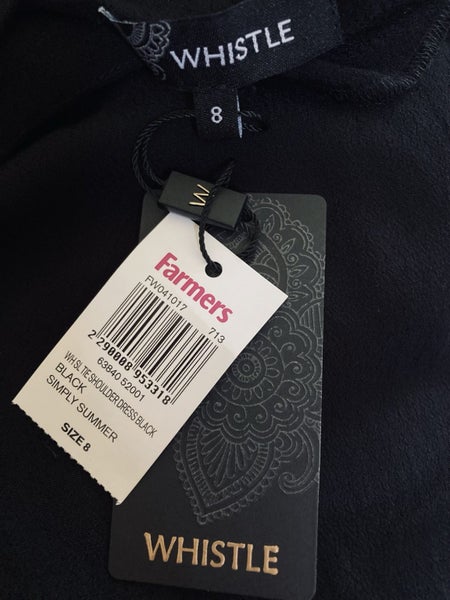 WHISTLE
8
W
Farmers
FW041017 713
2 298008 953318
63840 52001
WH SL TIE SHOULDER DRESS BLACK
BLACK
SIMPLY SUMMER
SIZE 8
WHISTLE